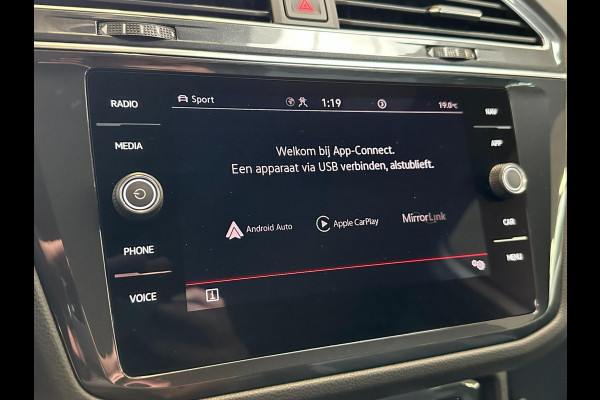 RADIO
MEDIA
PHONE
VOICE
Sport
1:19
19.0°C
Welkom bij App-Connect.
Een apparaat via USB verbinden, alstublieft.
Android Auto
Apple CarPlay
MirrorLink
NAV
APP
CAR
MENU